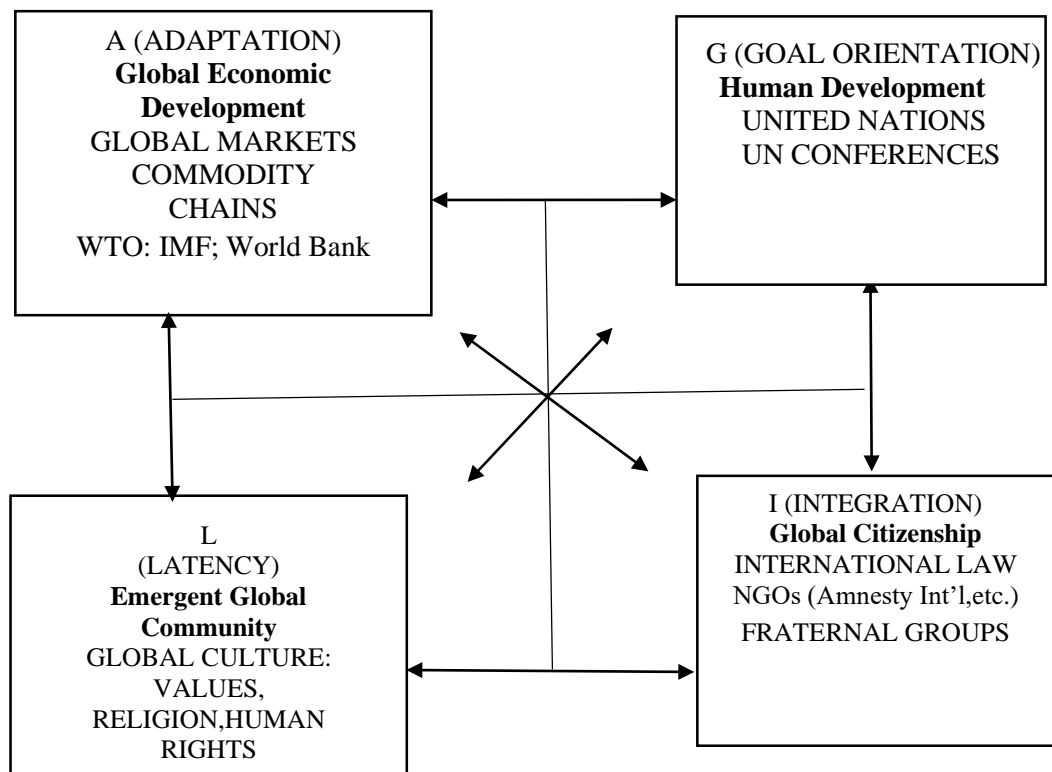 A (ADAPTATION)
Global Economic
Development
GLOBAL MARKETS
COMMODITY
CHAINS
WTO: IMF; World Bank
G (GOAL ORIENTATION)
Human Development
UNITED NATIONS
UN CONFERENCES
L
(LATENCY)
Emergent Global
Community
GLOBAL CULTURE:
VALUES,
RELIGION,HUMAN
RIGHTS
I (INTEGRATION)
Global Citizenship
INTERNATIONAL LAW
NGOs (Amnesty Int’l,etc.)
FRATERNAL GROUPS